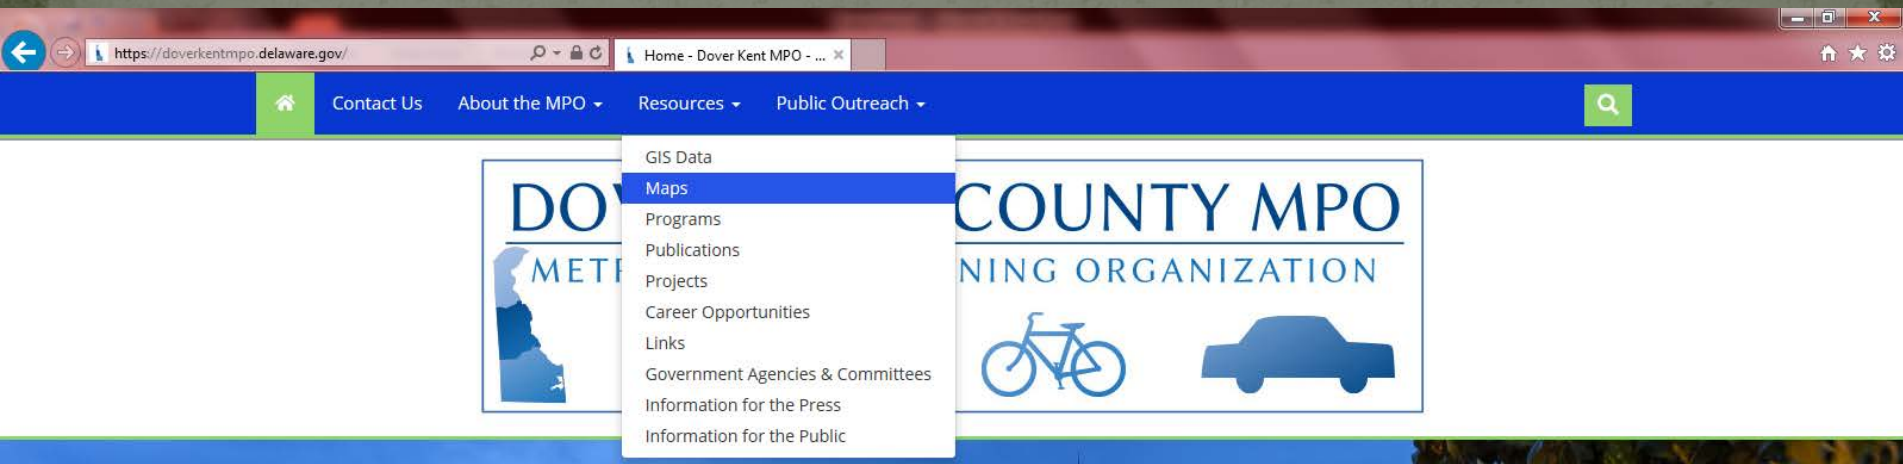 https://doverkentmpo.delaware.gov/
Home - Dover Kent MPO - ...
Contact Us About the MPO Resources Public Outreach
GIS Data
Maps
Programs
Publications
Projects
Career Opportunities
Links
Government Agencies & Committees
Information for the Press
Information for the Public
DO COUNTY MPO
METR NING ORGANIZATION